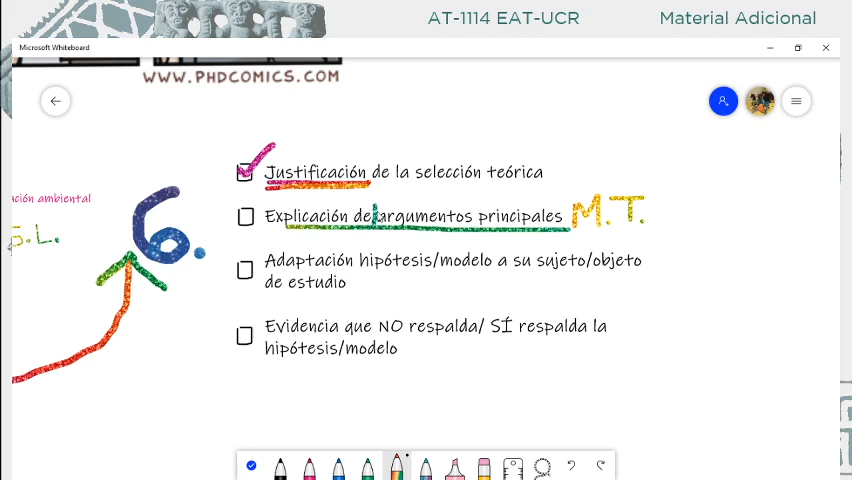 AT-1114 EAT-UCR
Material Adicional
Microsoft Whiteboard
WWW.PHDCOMICS.COM
Justificación de la selección teórica
ación ambiental
Explicación de argumentos principales M.T.
6.
G.L.
Adaptación hipótesis/modelo a su sujeto/objeto
de estudio
Evidencia que NO respalda/ SÍ respalda la
hipótesis/modelo